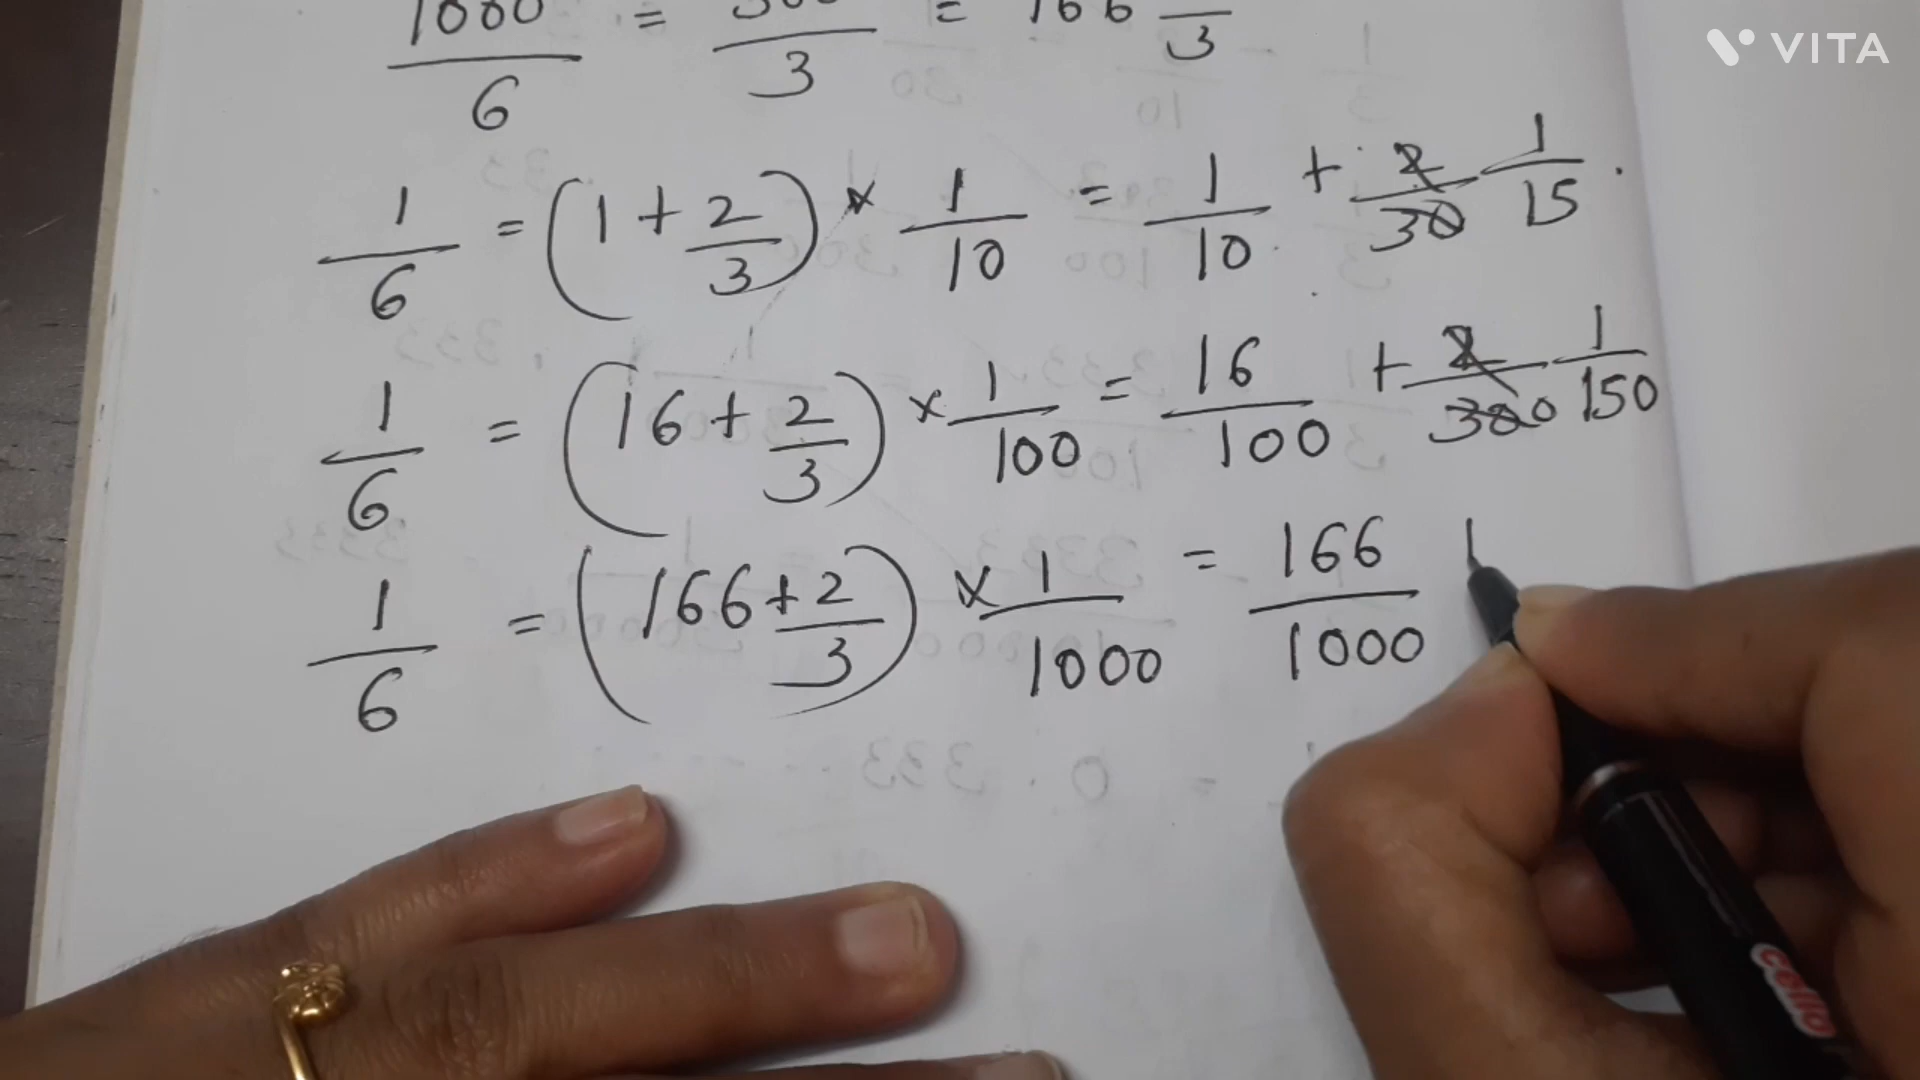 VITA
1000/6 = 500/3 = 166 /3
1/6 = (1 + 2/3) × 1/10 = 1/10 + 2/30 1/15 .
1/6 = (16 + 2/3) × 1/100 = 16/100 + 2/300 1/150
1/6 = (166 + 2/3) × 1/1000 = 166/1000
cello